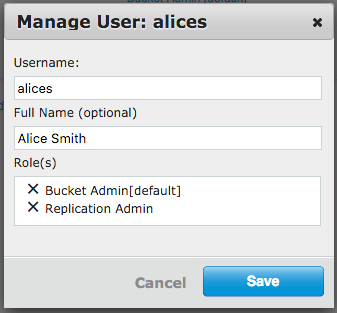 Manage User: alices
Username:
alices
Full Name (optional)
Alice Smith
Role(s)
Bucket Admin[default]
Replication Admin
Cancel
Save